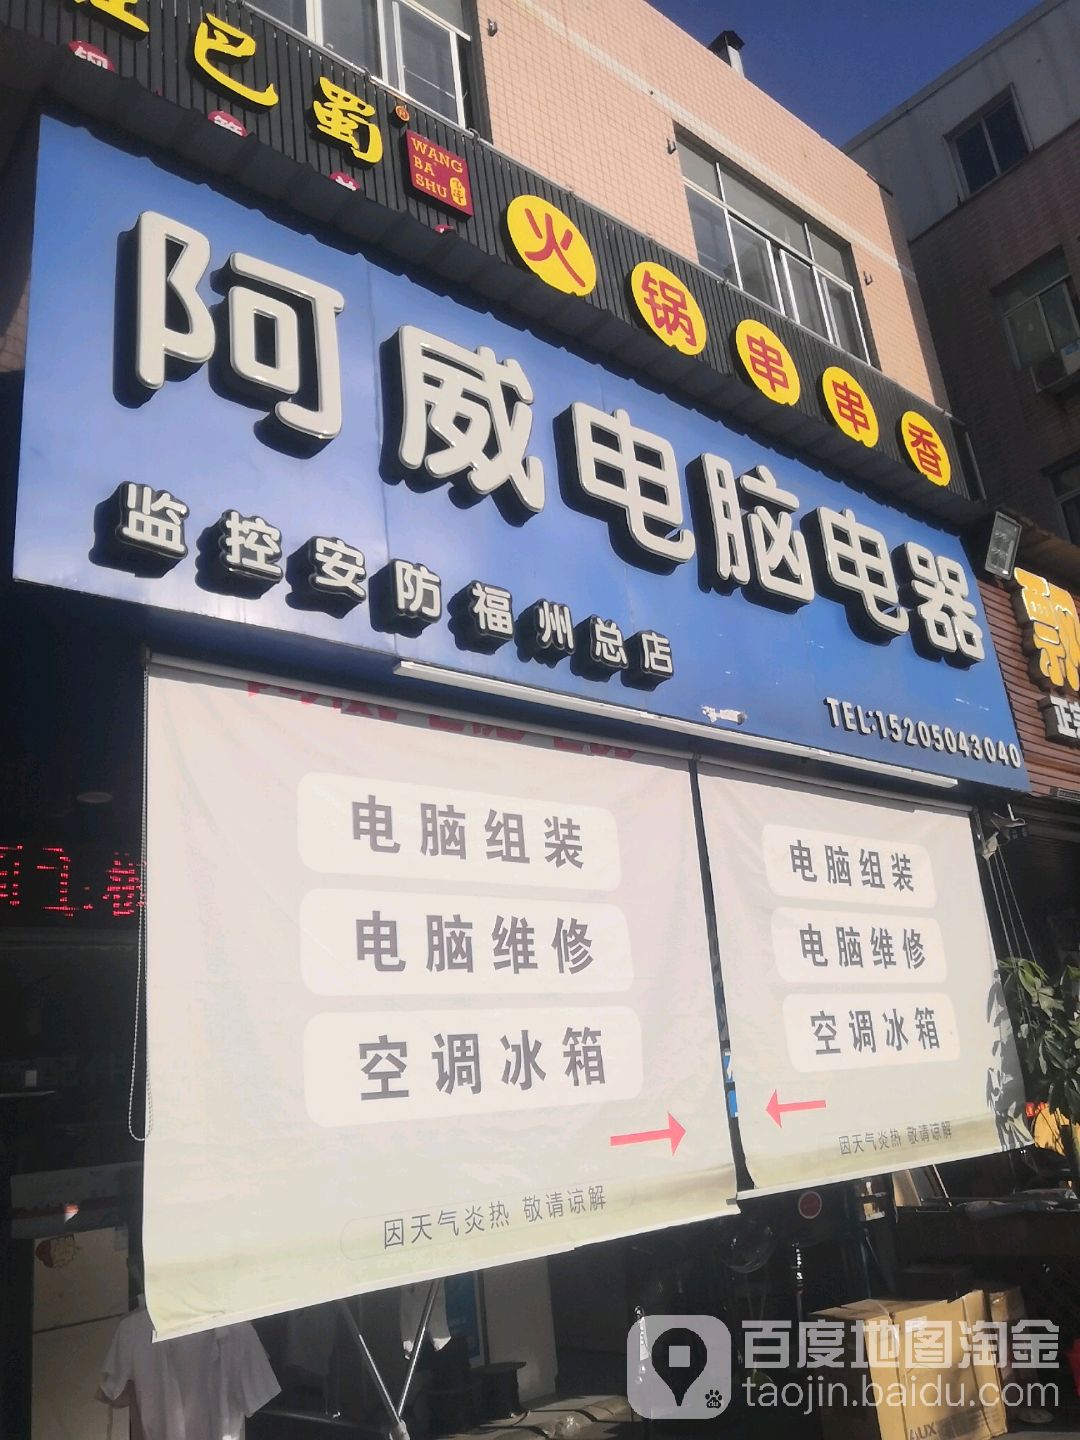 巴蜀
WANG
BA
SHU
火锅串串香
阿威电脑电器
监控安防福州总店
TEL:15205043040
电脑组装
电脑维修
空调冰箱
因天气炎热 敬请谅解
电脑组装
电脑维修
空调冰箱
因天气炎热 敬请谅解
AUX
百度地图淘金
taojin.baidu.com